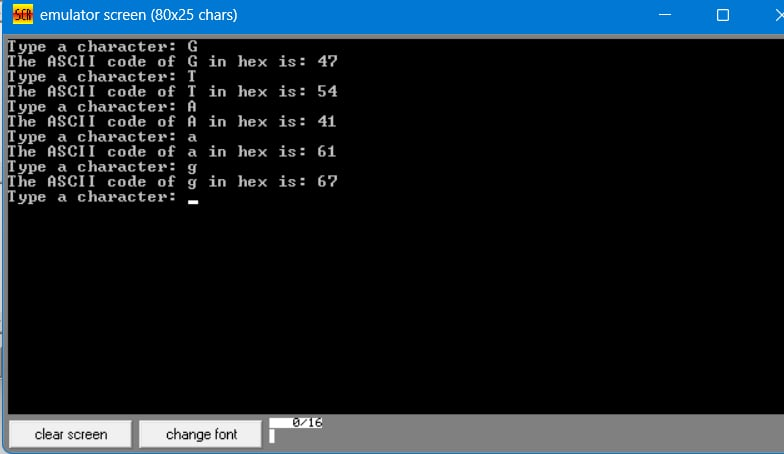 SCR emulator screen (80x25 chars)
Type a character: G
The ASCII code of G in hex is: 47
Type a character: T
The ASCII code of T in hex is: 54
Type a character: A
The ASCII code of A in hex is: 41
Type a character: a
The ASCII code of a in hex is: 61
Type a character: g
The ASCII code of g in hex is: 67
Type a character:
clear screen change font 0/16